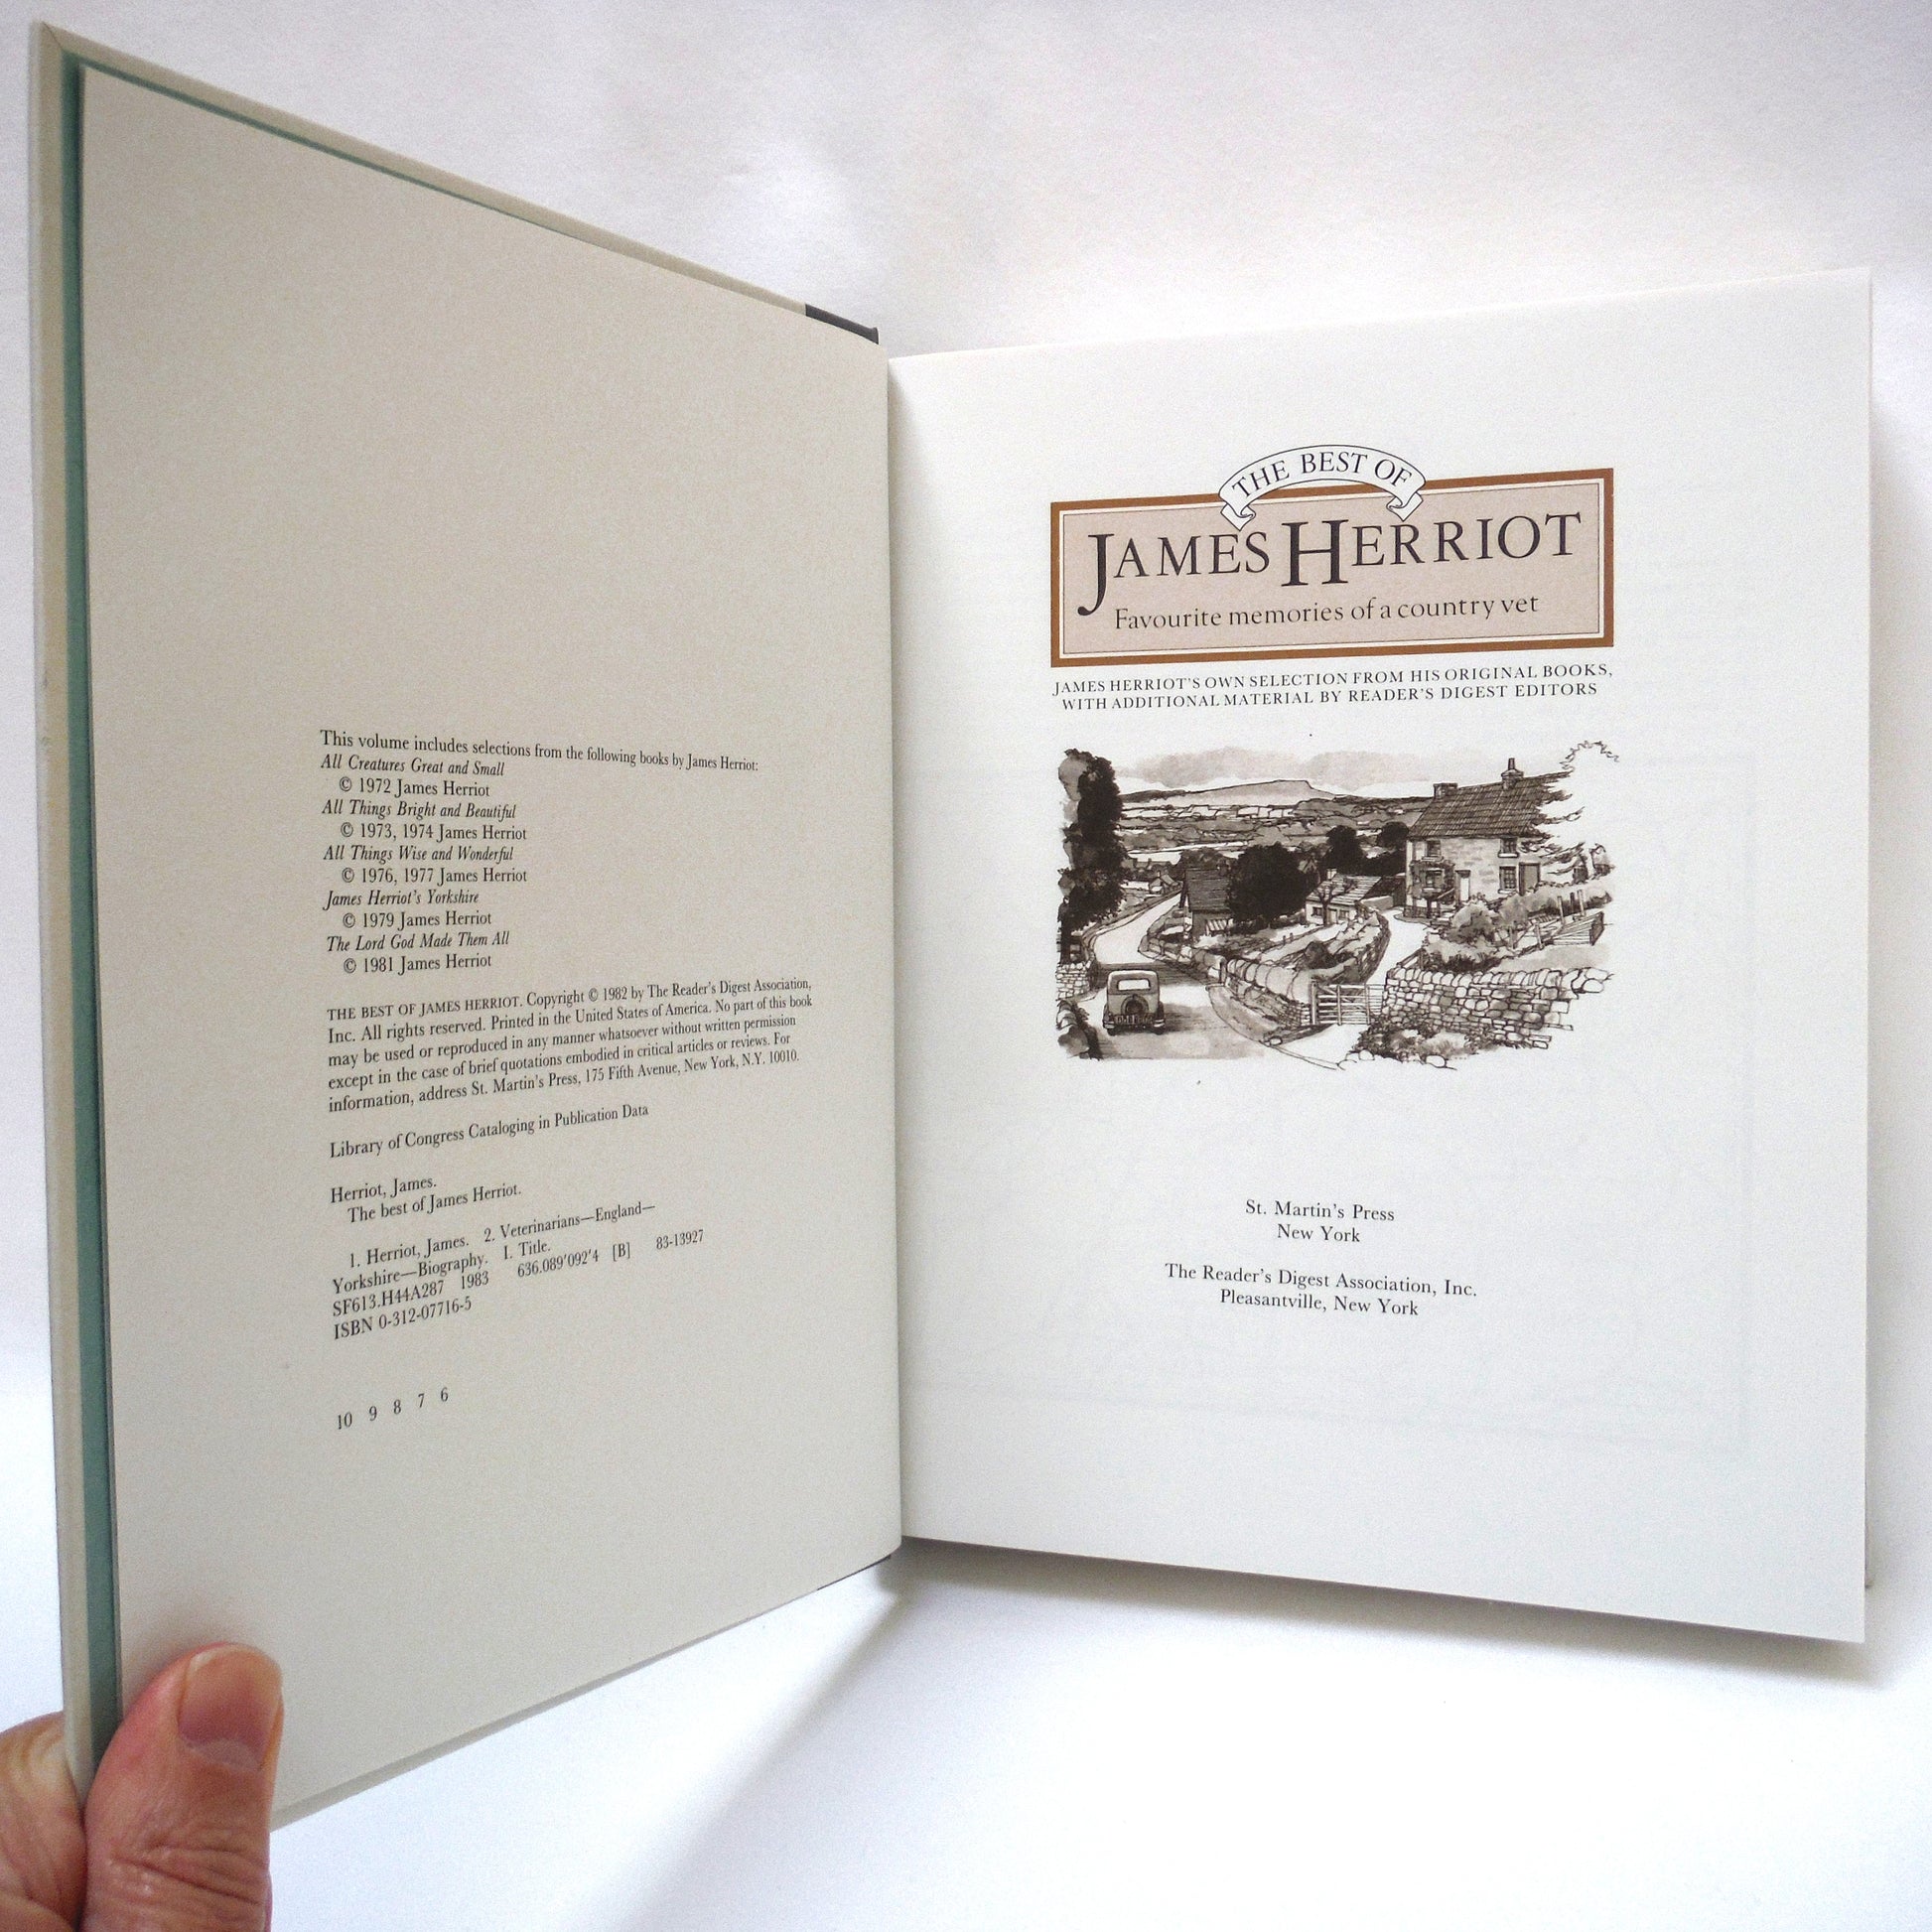 This volume includes selections from the following books by James Herriot:
All Creatures Great and Small
© 1972 James Herriot
All Things Bright and Beautiful
© 1973, 1974 James Herriot
All Things Wise and Wonderful
© 1976, 1977 James Herriot
James Herriot's Yorkshire
© 1979 James Herriot
The Lord God Made Them All
© 1981 James Herriot
THE BEST OF JAMES HERRIOT. Copyright © 1982 by The Reader's Digest Association,
Inc. All rights reserved. Printed in the United States of America. No part of this book
may be used or reproduced in any manner whatsoever without written permission
except in the case of brief quotations embodied in critical articles or reviews. For
information, address St. Martin's Press, 175 Fifth Avenue, New York, N.Y. 10010.
Library of Congress Cataloging in Publication Data
Herriot, James.
The best of James Herriot.
1. Herriot, James. 2. Veterinarians—England—
Yorkshire—Biography. I. Title.
SF613.H44A287 1983 636.089'092'4 [B] 83-13927
ISBN 0-312-07716-5
10 9 8 7 6
THE BEST OF
JAMES HERRIOT
Favourite memories of a country vet
JAMES HERRIOT'S OWN SELECTION FROM HIS ORIGINAL BOOKS,
WITH ADDITIONAL MATERIAL BY READER'S DIGEST EDITORS
St. Martin's Press
New York
The Reader's Digest Association, Inc.
Pleasantville, New York